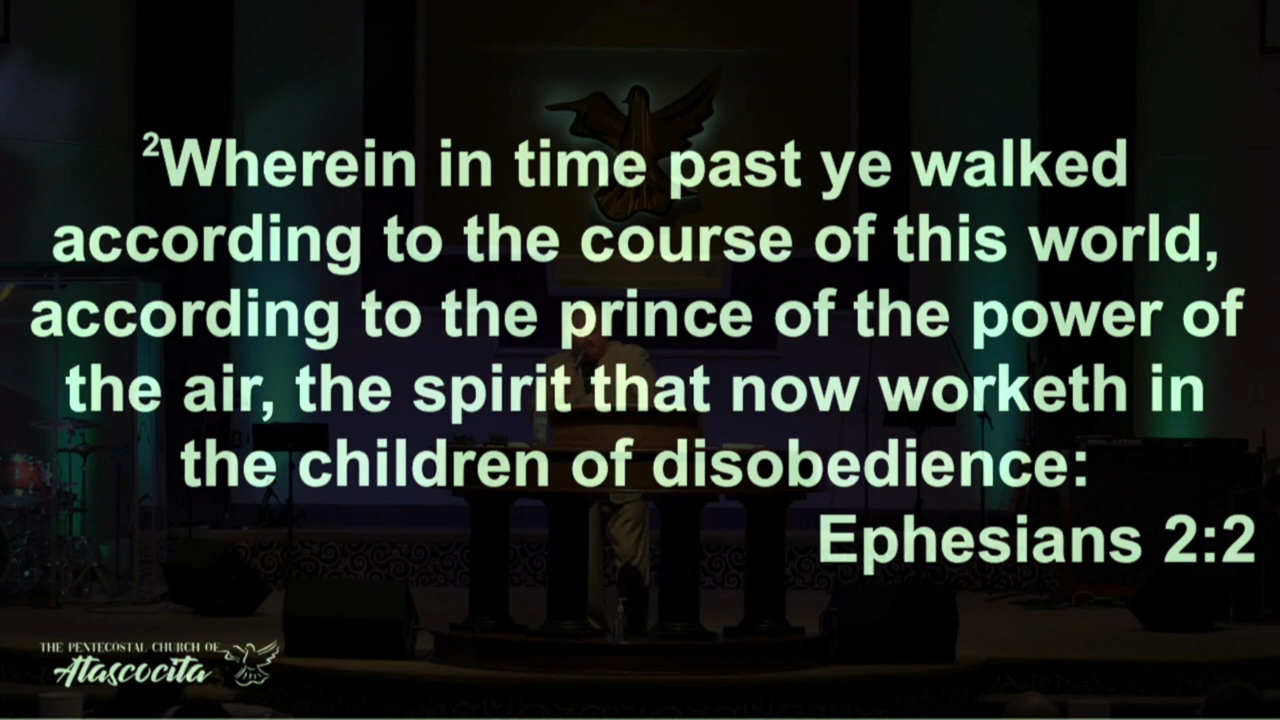 ²Wherein in time past ye walked
according to the course of this world,
according to the prince of the power of
the air, the spirit that now worketh in
the children of disobedience:
Ephesians 2:2
THE PENTECOSTAL CHURCH OF
Atascocita